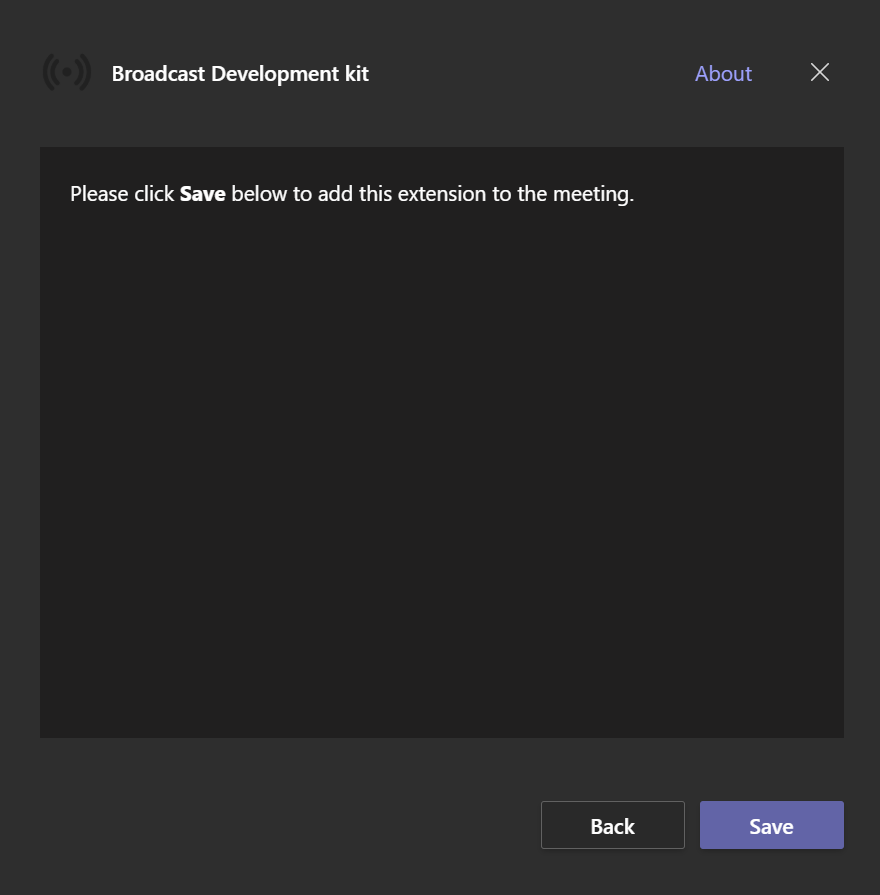 Broadcast Development kit
About
Please click Save below to add this extension to the meeting.
Back
Save